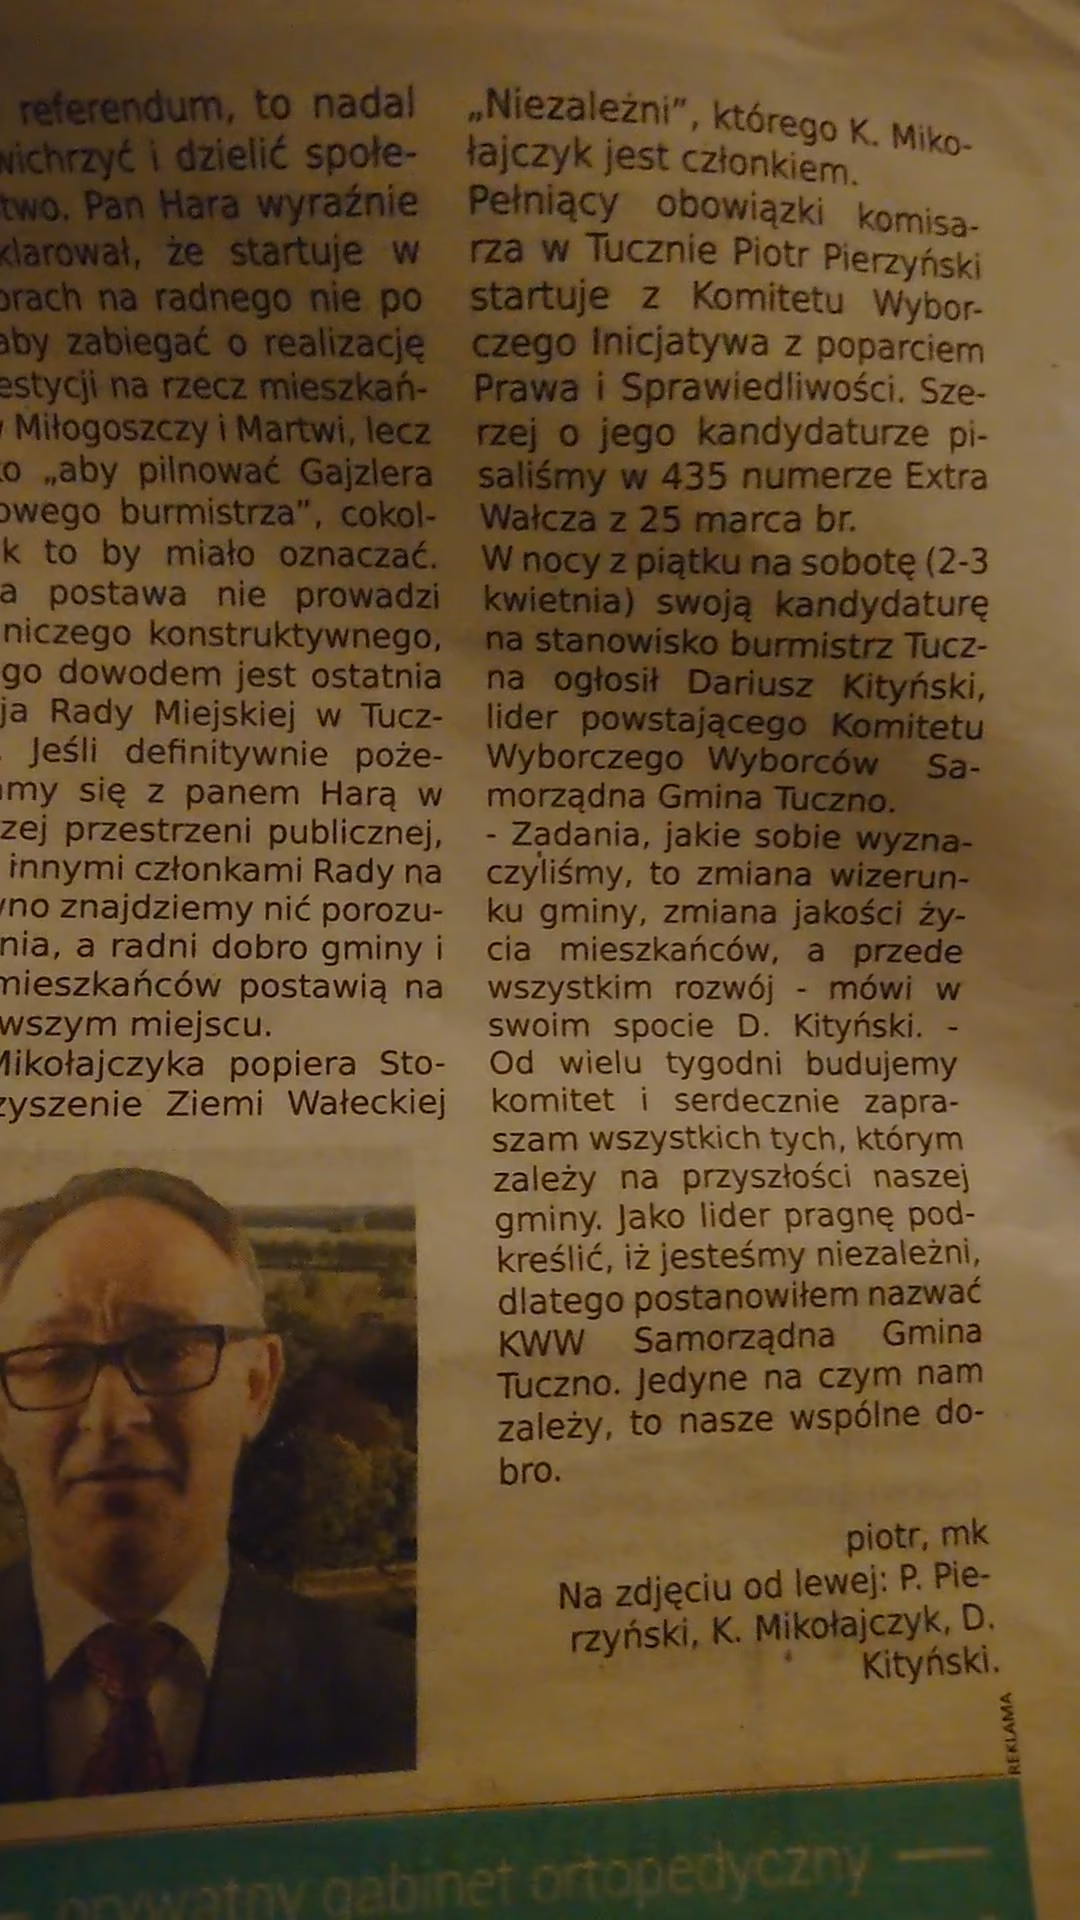 referendum, to nadal
wichrzyć i dzielić społe-
two. Pan Hara wyraźnie
klarował, że startuje w
orach na radnego nie po
aby zabiegać o realizację
estycji na rzecz mieszkań-
Miłogoszczy i Martwi, lecz
ko „aby pilnować Gajzlera
owego burmistrza”, cokol-
k to by miało oznaczać.
a postawa nie prowadzi
niczego konstruktywnego,
go dowodem jest ostatnia
ja Rady Miejskiej w Tucz-
. Jeśli definitywnie poże-
amy się z panem Harą w
zej przestrzeni publicznej,
innymi członkami Rady na
wno znajdziemy nić porozu-
nia, a radni dobro gminy i
mieszkańców postawią na
wszym miejscu.
Mikołajczyka popiera Sto-
zyszenie Ziemi Wałeckiej
„Niezależni”, którego K. Miko-
łajczyk jest członkiem.
Pełniący obowiązki komisa-
rza w Tucznie Piotr Pierzyński
startuje z Komitetu Wybor-
czego Inicjatywa z poparciem
Prawa i Sprawiedliwości. Sze-
rzej o jego kandydaturze pi-
saliśmy w 435 numerze Extra
Wałcza z 25 marca br.
W nocy z piątku na sobotę (2-3
kwietnia) swoją kandydaturę
na stanowisko burmistrz Tucz-
na ogłosił Dariusz Kityński,
lider powstającego Komitetu
Wyborczego Wyborców Sa-
morządna Gmina Tuczno.
- Zadania, jakie sobie wyzna-
czyliśmy, to zmiana wizerun-
ku gminy, zmiana jakości ży-
cia mieszkańców, a przede
wszystkim rozwój - mówi w
swoim spocie D. Kityński. -
Od wielu tygodni budujemy
komitet i serdecznie zapra-
szam wszystkich tych, którym
zależy na przyszłości naszej
gminy. Jako lider pragnę pod-
kreślić, iż jesteśmy niezależni,
dlatego postanowiłem nazwać
KWW Samorządna Gmina
Tuczno. Jedyne na czym nam
zależy, to nasze wspólne do-
bro.
piotr, mk
Na zdjęciu od lewej: P. Pie-
rzyński, K. Mikołajczyk, D.
Kityński.
REKLAMA
prywatny gabinet ortopedyczny